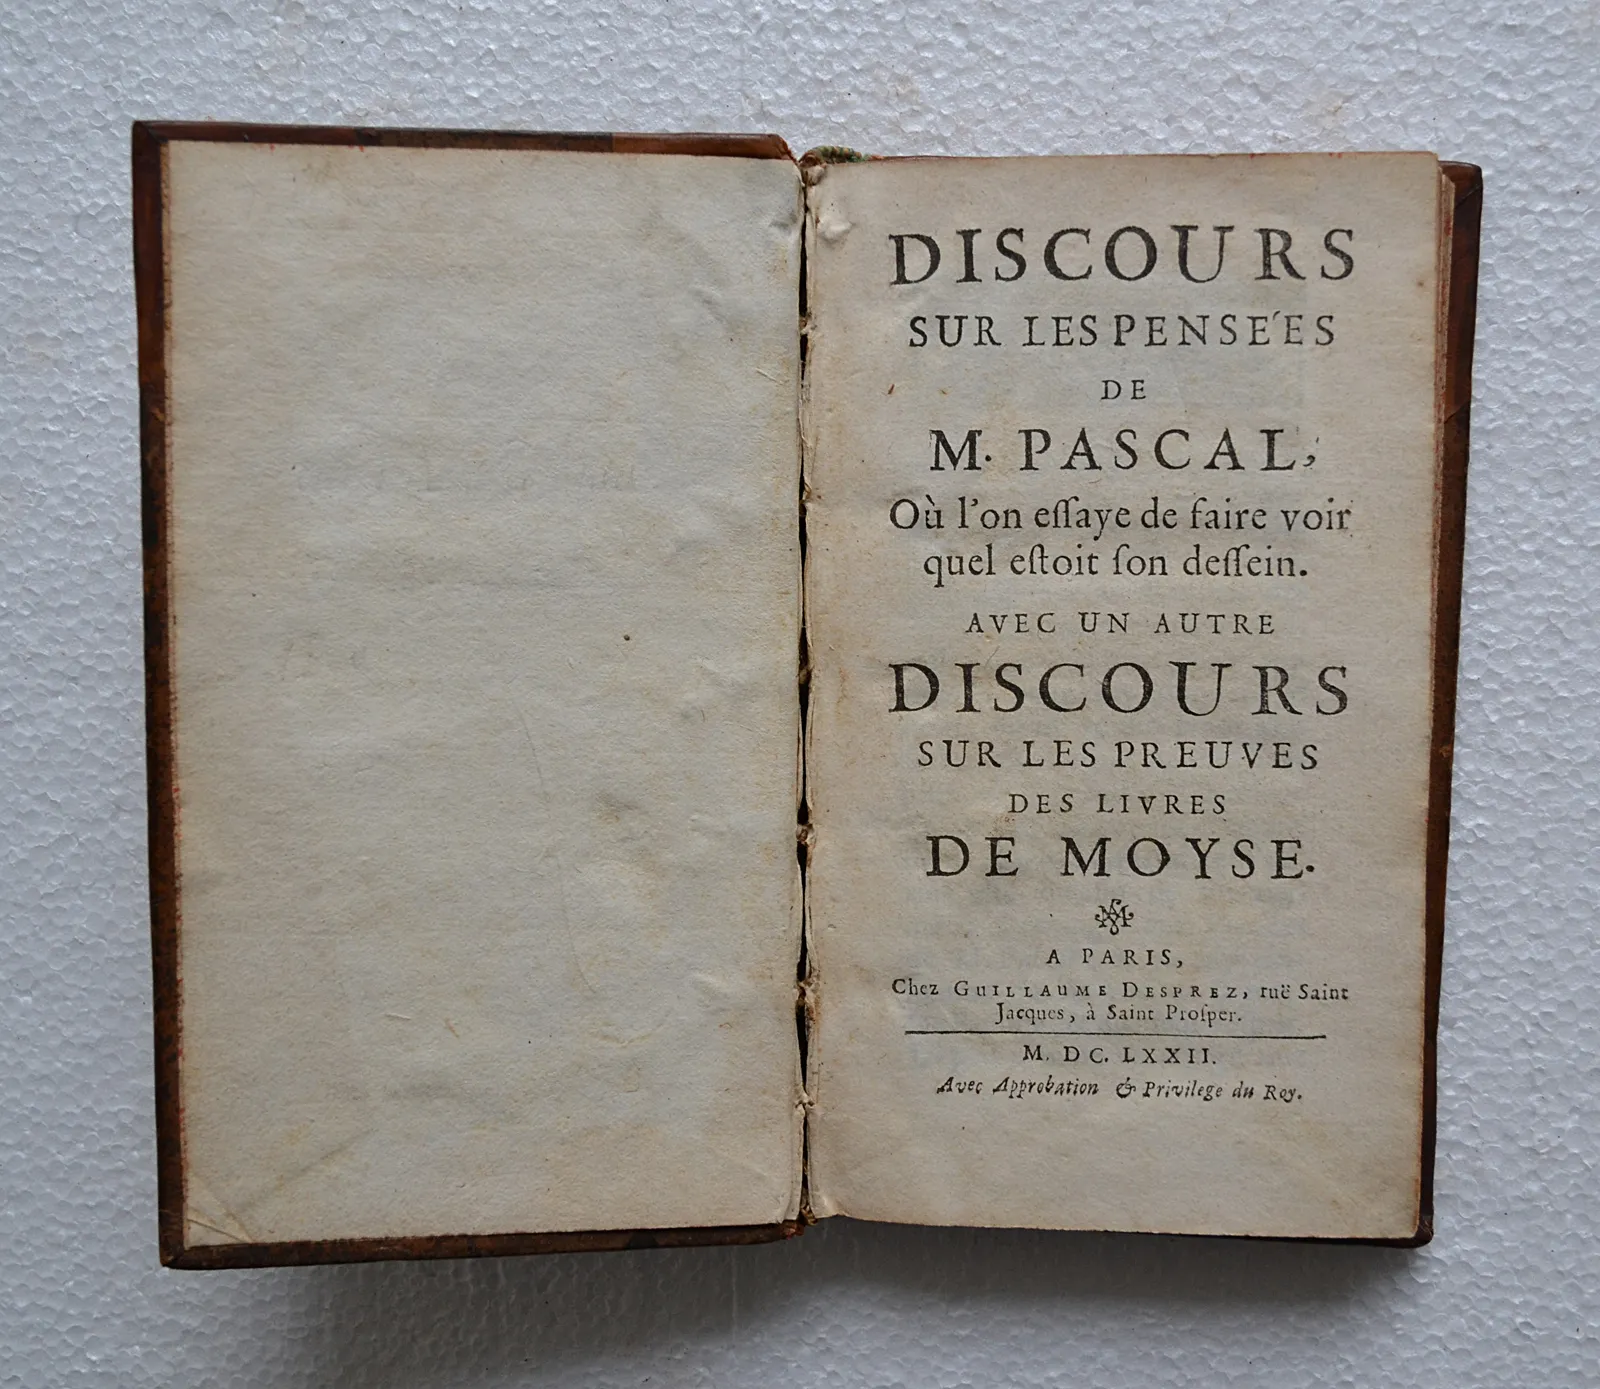 DISCOURS
SUR LES PENSE'ES
DE
M. PASCAL,
Où l'on eſſaye de faire voir
quel eſtoit ſon deſſein.
AVEC UN AUTRE
DISCOURS
SUR LES PREUVES
DES LIVRES
DE MOYSE.
A PARIS,
Chez GUILLAUME DESPREZ, ruë Saint
Jacques, à Saint Proſper.
M. DC. LXXII.
Avec Approbation & Privilege du Roy.